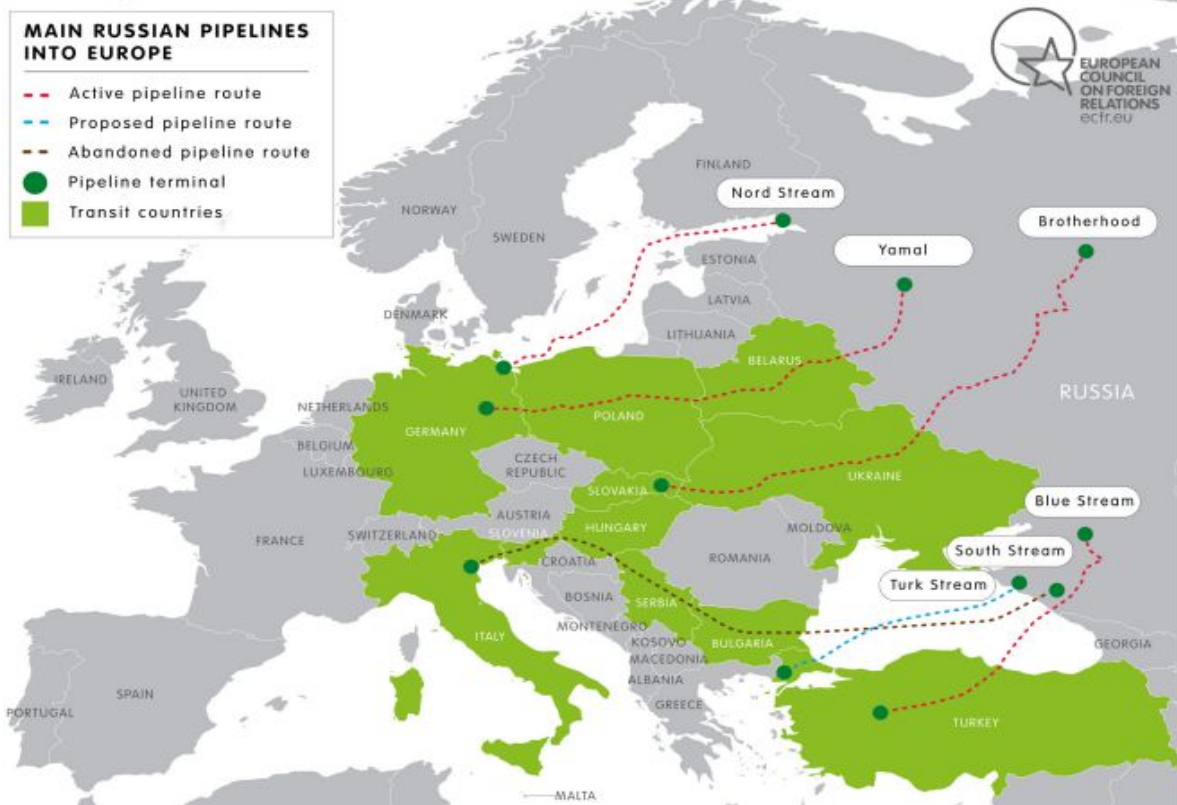 MAIN RUSSIAN PIPELINES
INTO EUROPE
Active pipeline route
Proposed pipeline route
Abandoned pipeline route
Pipeline terminal
Transit countries
EUROPEAN
COUNCIL
ON FOREIGN
RELATIONS
ecfr.eu
FINLAND
Nord Stream
NORWAY
SWEDEN
Brotherhood
Yamal
ESTONIA
LATVIA
DENMARK
LITHUANIA
BELARUS
IRELAND
UNITED
KINGDOM
RUSSIA
NETHERLANDS
POLAND
GERMANY
BELGIUM
LUXEMBOURG
CZECH
REPUBLIC
UKRAINE
SLOVAKIA
Blue Stream
AUSTRIA
HUNGARY
MOLDOVA
SWITZERLAND
SLOVENIA
FRANCE
South Stream
ROMANIA
CROATIA
Turk Stream
BOSNIA
SERBIA
MONTENEGRO
ITALY
KOSOVO
BULGARIA
GEORGIA
MACEDONIA
ALBANIA
SPAIN
GREECE
PORTUGAL
TURKEY
MALTA